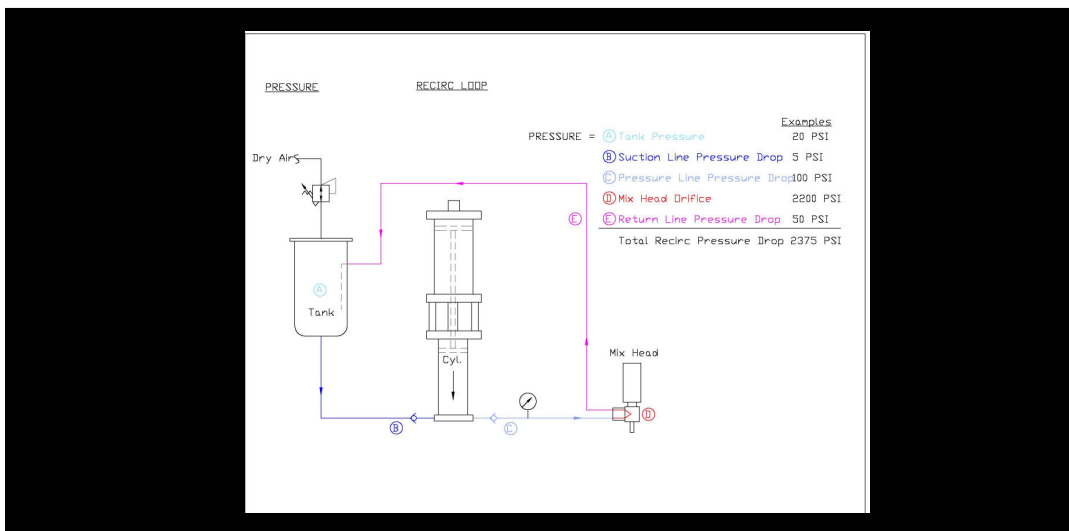 PRESSURE
RECIRC LOOP
Examples
PRESSURE = A Tank Pressure 20 PSI
B Suction Line Pressure Drop 5 PSI
C Pressure Line Pressure Drop 100 PSI
D Mix Head Orifice 2200 PSI
E Return Line Pressure Drop 50 PSI
Total Recirc Pressure Drop 2375 PSI
Dry Air
E
A
Tank
Cyl.
Mix Head
D
B
C